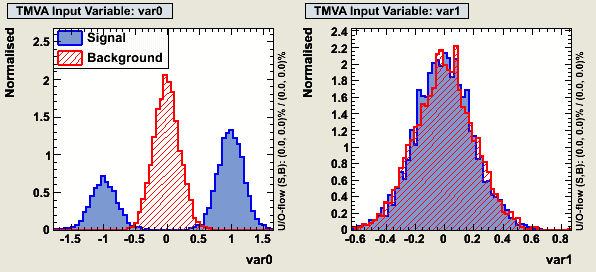 TMVA Input Variable: var0
Normalised
2.5
2
1.5
1
0.5
0
Signal
Background
-1.5 -1 -0.5 0 0.5 1 1.5
var0
U/O-flow (S,B): (0.0, 0.0)% / (0.0, 0.0)%
TMVA Input Variable: var1
Normalised
2.4
2.2
2
1.8
1.6
1.4
1.2
1
0.8
0.6
0.4
0.2
0
-0.6 -0.4 -0.2 0 0.2 0.4 0.6 0.8
var1
U/O-flow (S,B): (0.0, 0.0)% / (0.0, 0.0)%